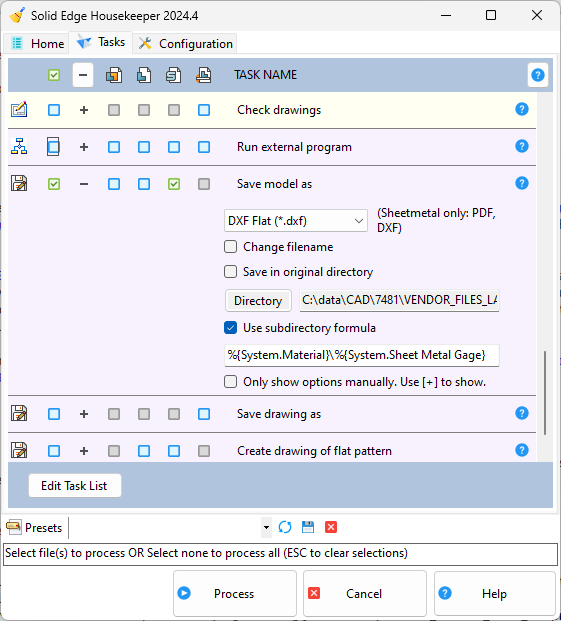 Solid Edge Housekeeper 2024.4
Home Tasks Configuration
TASK NAME
Check drawings
Run external program
Save model as
DXF Flat (*.dxf) (Sheetmetal only: PDF,
DXF)
Change filename
Save in original directory
Directory C:\data\CAD\7481\VENDOR_FILES_LA
Use subdirectory formula
%{System.Material}\%{System.Sheet Metal Gage}
Only show options manually. Use [+] to show.
Save drawing as
Create drawing of flat pattern
Edit Task List
Presets
Select file(s) to process OR Select none to process all (ESC to clear selections)
Process Cancel Help